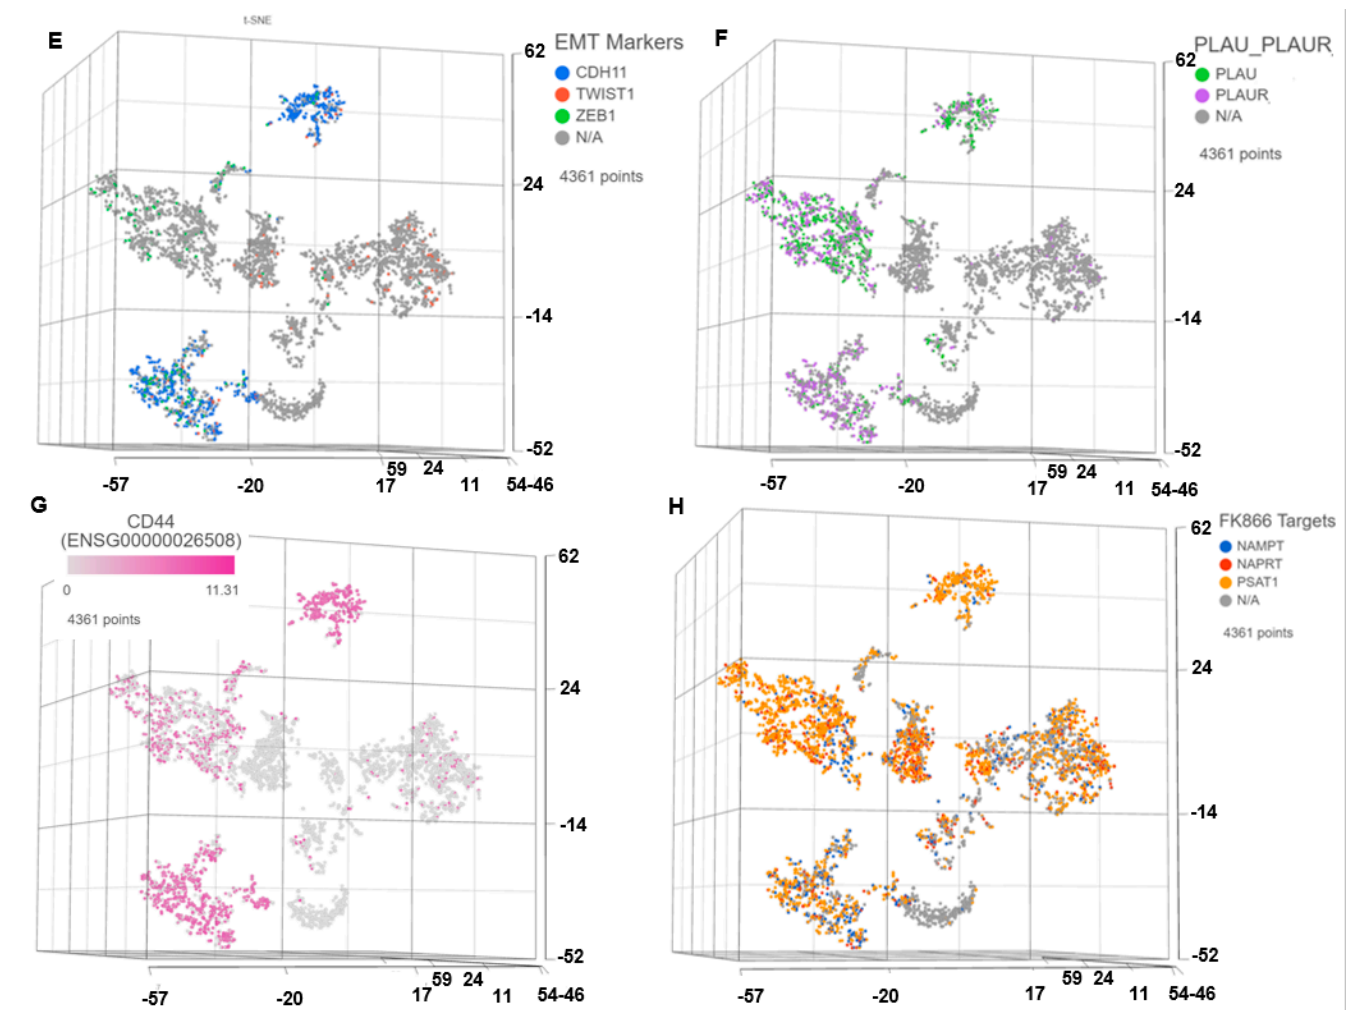 t-SNE
E
62
EMT Markers
CDH11
TWIST1
ZEB1
N/A
4361 points
24
-14
-52
59 24
-57 -20 17 11 54-46
F
PLAU_PLAUR
62
PLAU
PLAUR
N/A
4361 points
24
-14
-52
59 24
-57 -20 17 11 54-46
G
CD44
(ENSG00000026508)
0 11.31
4361 points
62
24
-14
-52
59 24
-57 -20 17 11 54-46
H
FK866 Targets
62
NAMPT
NAPRT
PSAT1
N/A
4361 points
24
-14
-52
59 24
-57 -20 17 11 54-46